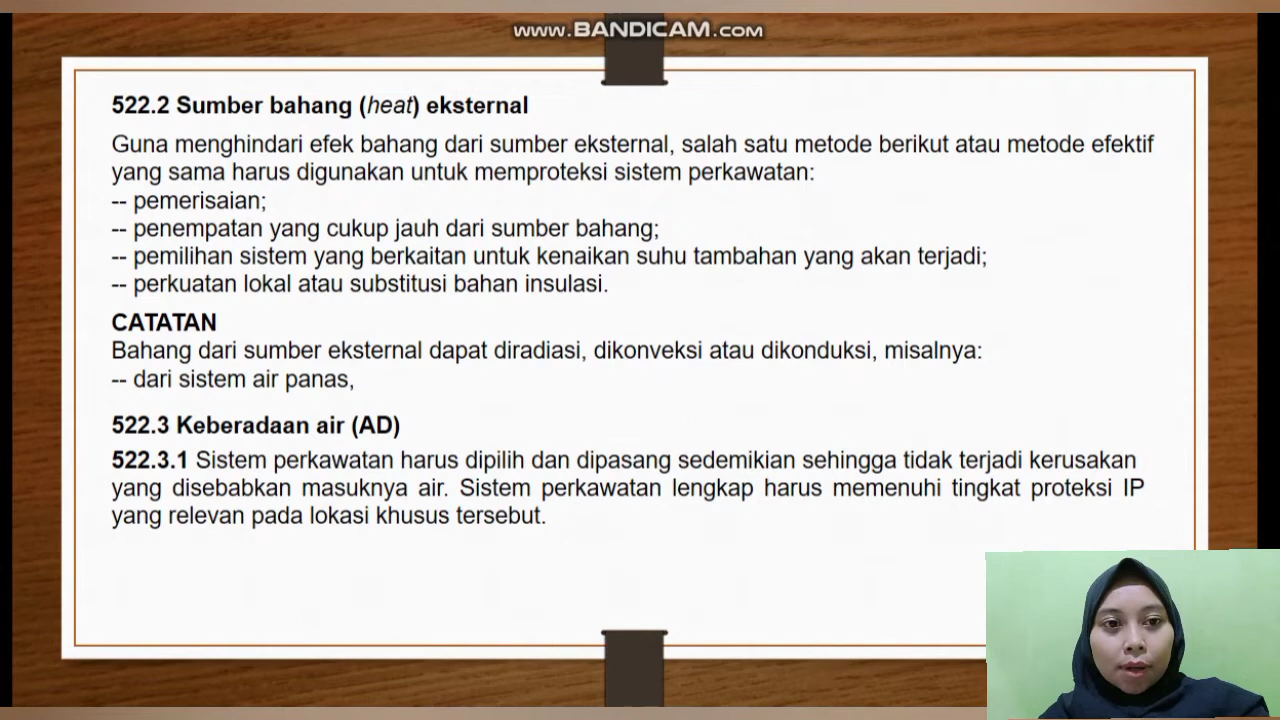 www.BANDICAM.com
522.2 Sumber bahang (heat) eksternal
Guna menghindari efek bahang dari sumber eksternal, salah satu metode berikut atau metode efektif
yang sama harus digunakan untuk memproteksi sistem perkawatan:
-- pemerisaian;
-- penempatan yang cukup jauh dari sumber bahang;
-- pemilihan sistem yang berkaitan untuk kenaikan suhu tambahan yang akan terjadi;
-- perkuatan lokal atau substitusi bahan insulasi.
CATATAN
Bahang dari sumber eksternal dapat diradiasi, dikonveksi atau dikonduksi, misalnya:
-- dari sistem air panas,
522.3 Keberadaan air (AD)
522.3.1 Sistem perkawatan harus dipilih dan dipasang sedemikian sehingga tidak terjadi kerusakan
yang disebabkan masuknya air. Sistem perkawatan lengkap harus memenuhi tingkat proteksi IP
yang relevan pada lokasi khusus tersebut.